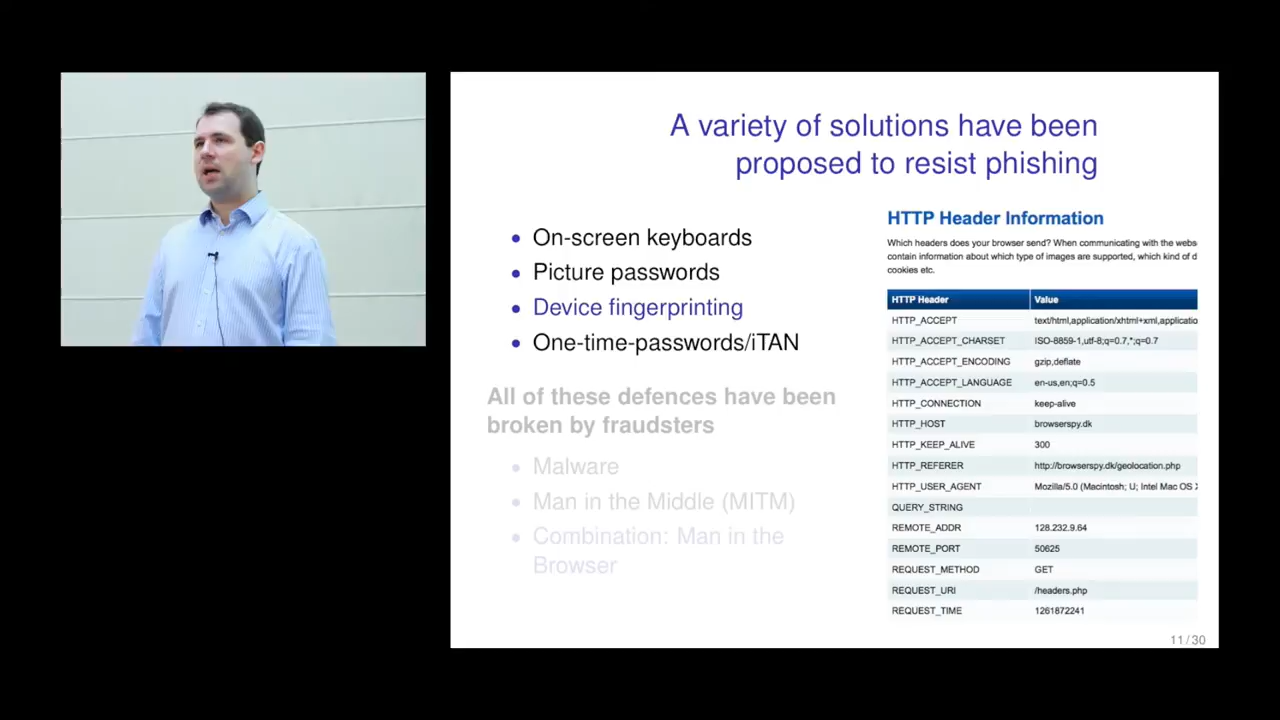 A variety of solutions have been
proposed to resist phishing
• On-screen keyboards
• Picture passwords
• Device fingerprinting
• One-time-passwords/iTAN
All of these defences have been
broken by fraudsters
• Malware
• Man in the Middle (MITM)
• Combination: Man in the
Browser
HTTP Header Information
Which headers does your browser send? When communicating with the webs
contain information about which type of images are supported, which kind of d
cookies etc.
HTTP Header Value
HTTP_ACCEPT text/html,application/xhtml+xml,applicatio
HTTP_ACCEPT_CHARSET ISO-8859-1,utf-8;q=0.7,*;q=0.7
HTTP_ACCEPT_ENCODING gzip,deflate
HTTP_ACCEPT_LANGUAGE en-us,en;q=0.5
HTTP_CONNECTION keep-alive
HTTP_HOST browserspy.dk
HTTP_KEEP_ALIVE 300
HTTP_REFERER http://browserspy.dk/geolocation.php
HTTP_USER_AGENT Mozilla/5.0 (Macintosh; U; Intel Mac OS
QUERY_STRING
REMOTE_ADDR 128.232.9.64
REMOTE_PORT 50625
REQUEST_METHOD GET
REQUEST_URI /headers.php
REQUEST_TIME 1261872241
11/30